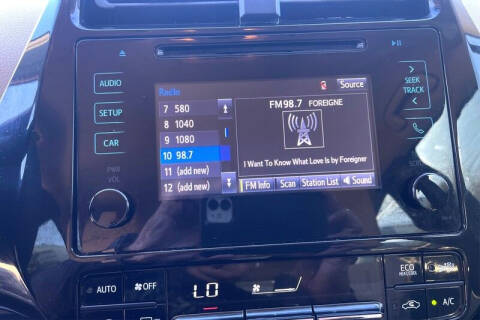 AUDIO
SETUP
CAR
PWR
VOL
Radio
7 580
8 1040
9 1080
10 98.7
11 (add new)
12 (add new)
Source
FM98.7 FOREIGNE
I Want To Know What Love Is by Foreigner
FM Info Scan Station List Sound
SEEK
TRACK
AUTO
OFF
LO
ECO
A/C